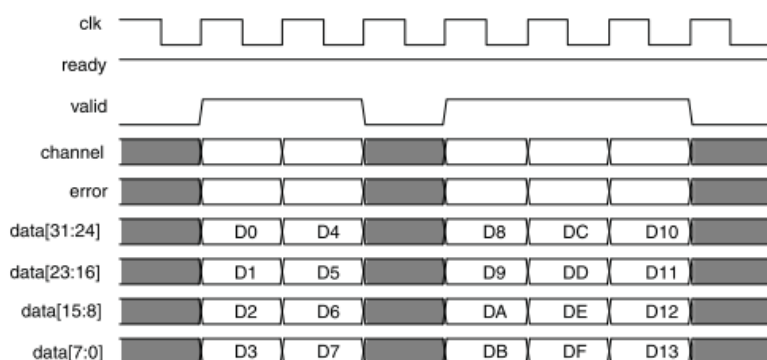 clk
ready
valid
channel
error
data[31:24] D0 D4 D8 DC D10
data[23:16] D1 D5 D9 DD D11
data[15:8] D2 D6 DA DE D12
data[7:0] D3 D7 DB DF D13